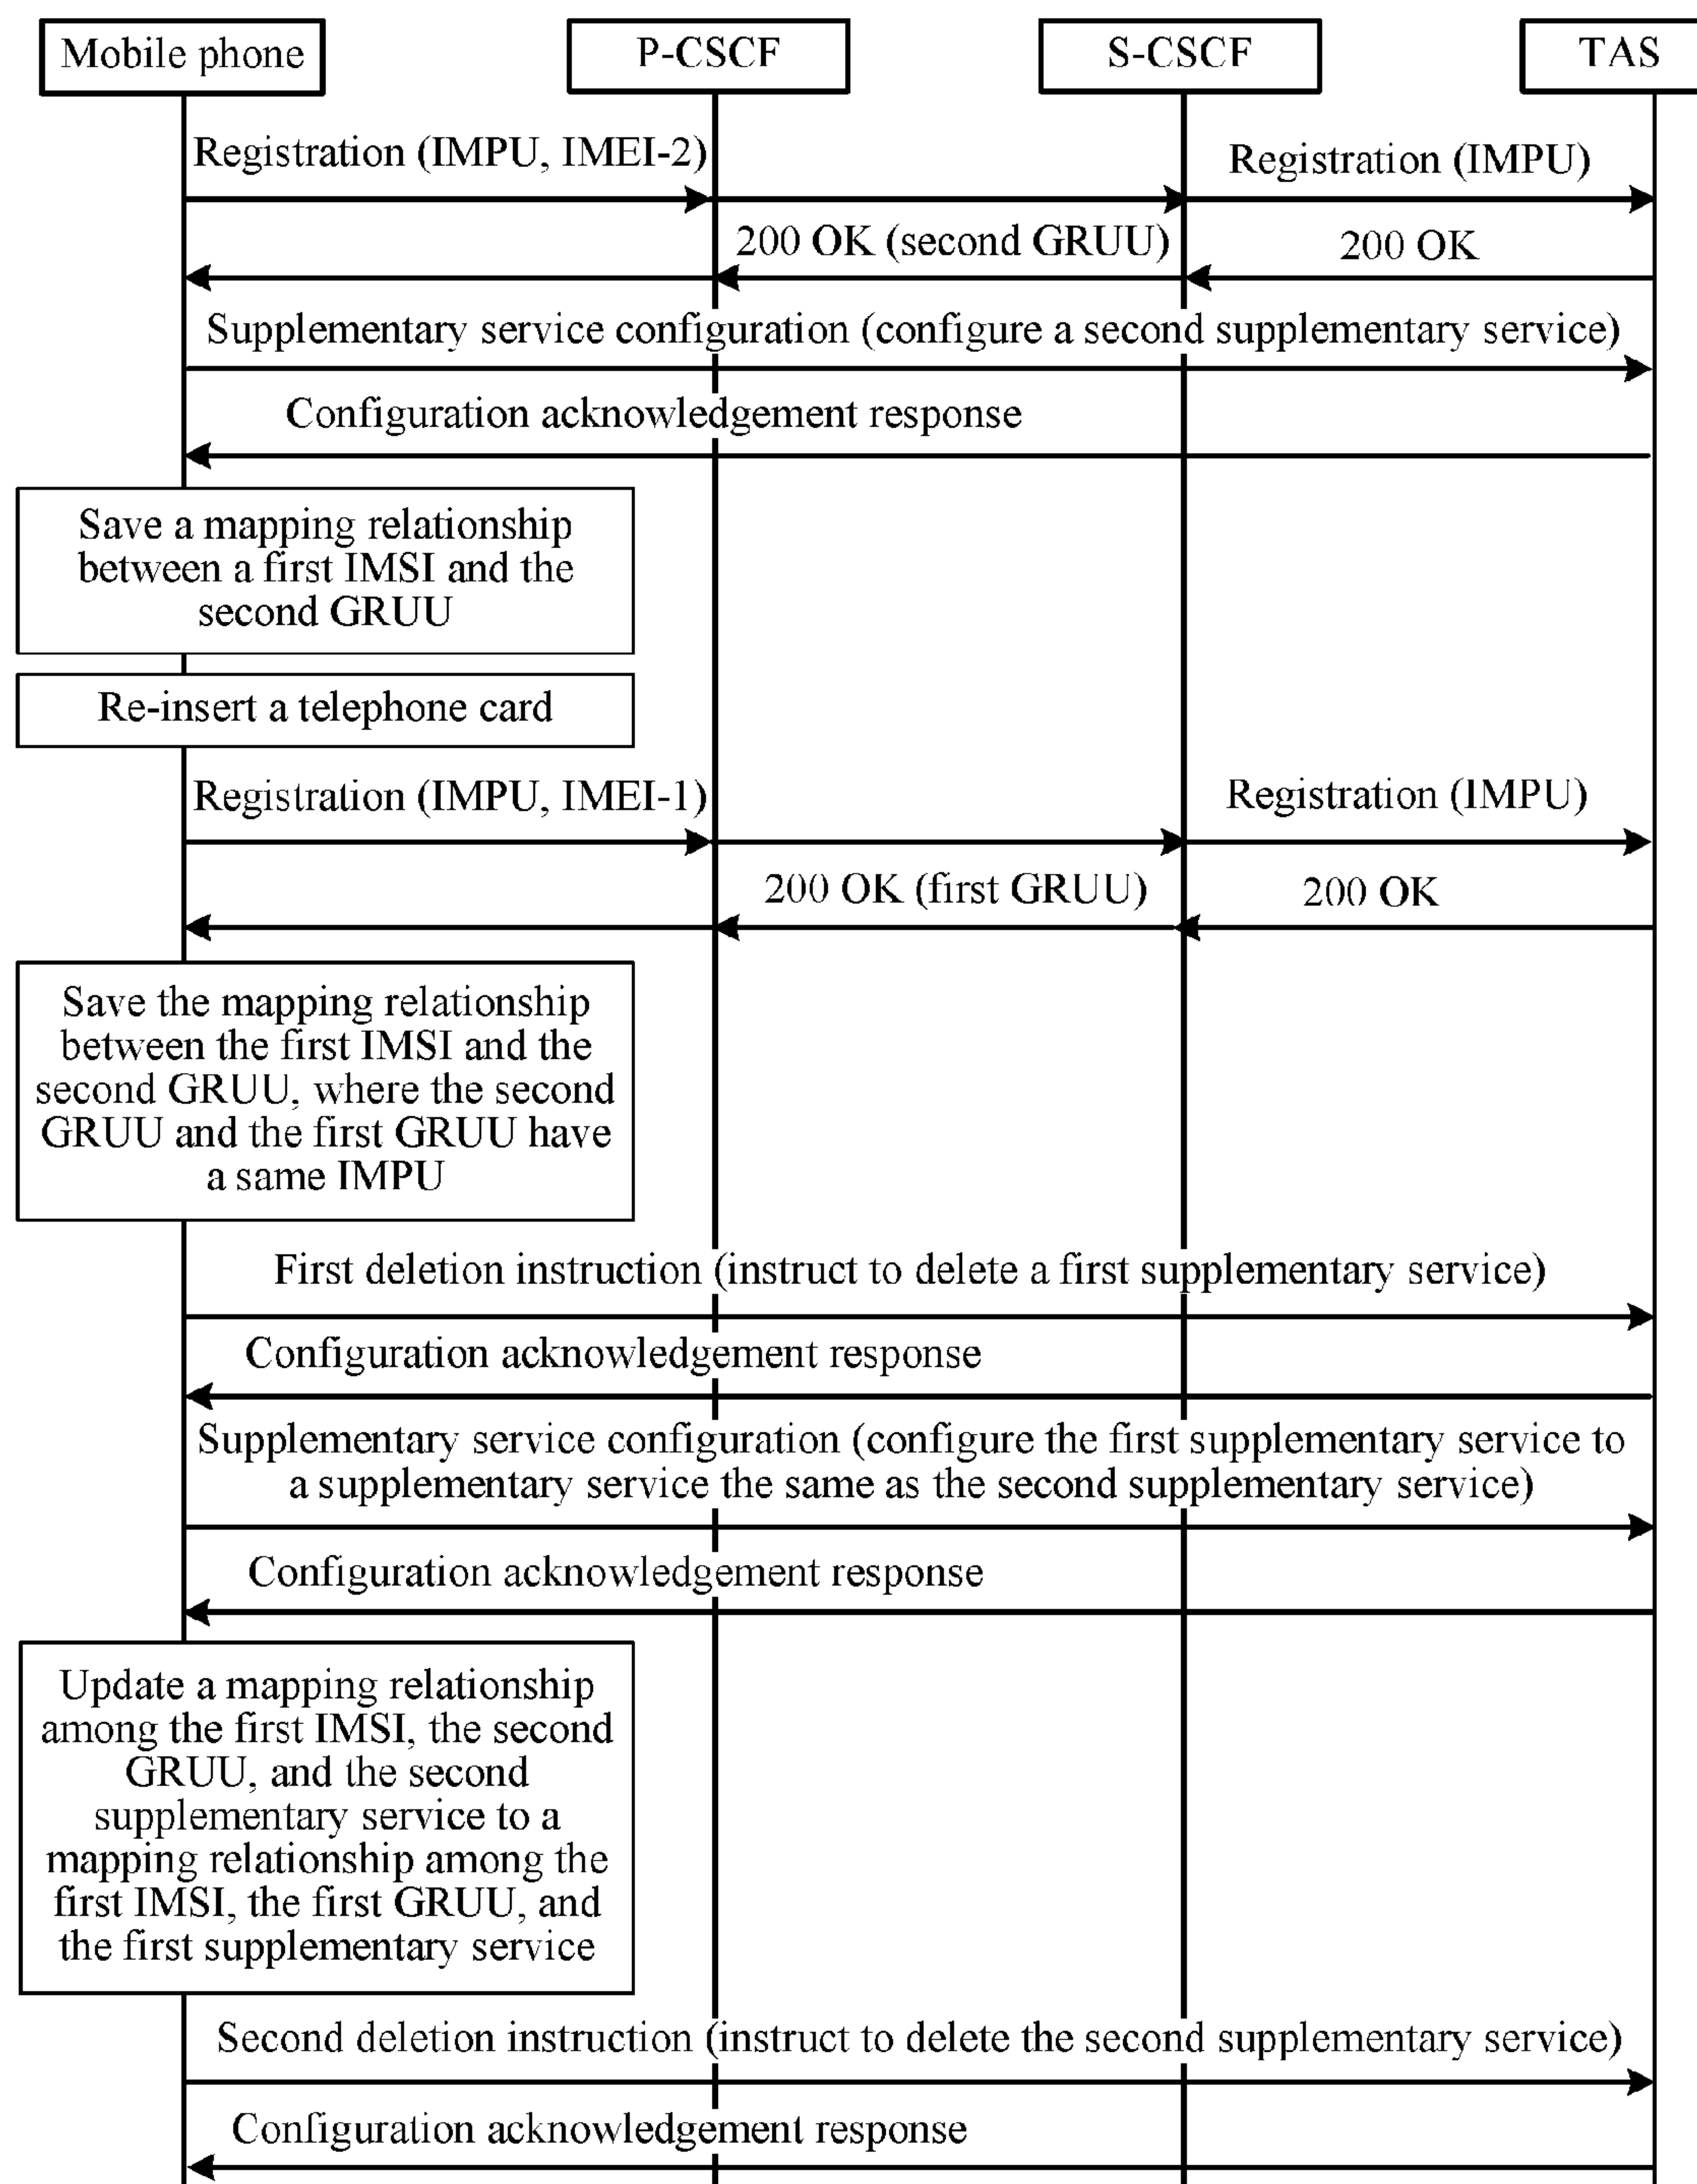 Mobile phone
P-CSCF
S-CSCF
TAS
Registration (IMPU, IMEI-2)
Registration (IMPU)
200 OK (second GRUU)
200 OK
Supplementary service configuration (configure a second supplementary service)
Configuration acknowledgement response
Save a mapping relationship
between a first IMSI and the
second GRUU
Re-insert a telephone card
Registration (IMPU, IMEI-1)
Registration (IMPU)
200 OK (first GRUU)
200 OK
Save the mapping relationship
between the first IMSI and the
second GRUU, where the second
GRUU and the first GRUU have
a same IMPU
First deletion instruction (instruct to delete a first supplementary service)
Configuration acknowledgement response
Supplementary service configuration (configure the first supplementary service to
a supplementary service the same as the second supplementary service)
Configuration acknowledgement response
Update a mapping relationship
among the first IMSI, the second
GRUU, and the second
supplementary service to a
mapping relationship among the
first IMSI, the first GRUU, and
the first supplementary service
Second deletion instruction (instruct to delete the second supplementary service)
Configuration acknowledgement response